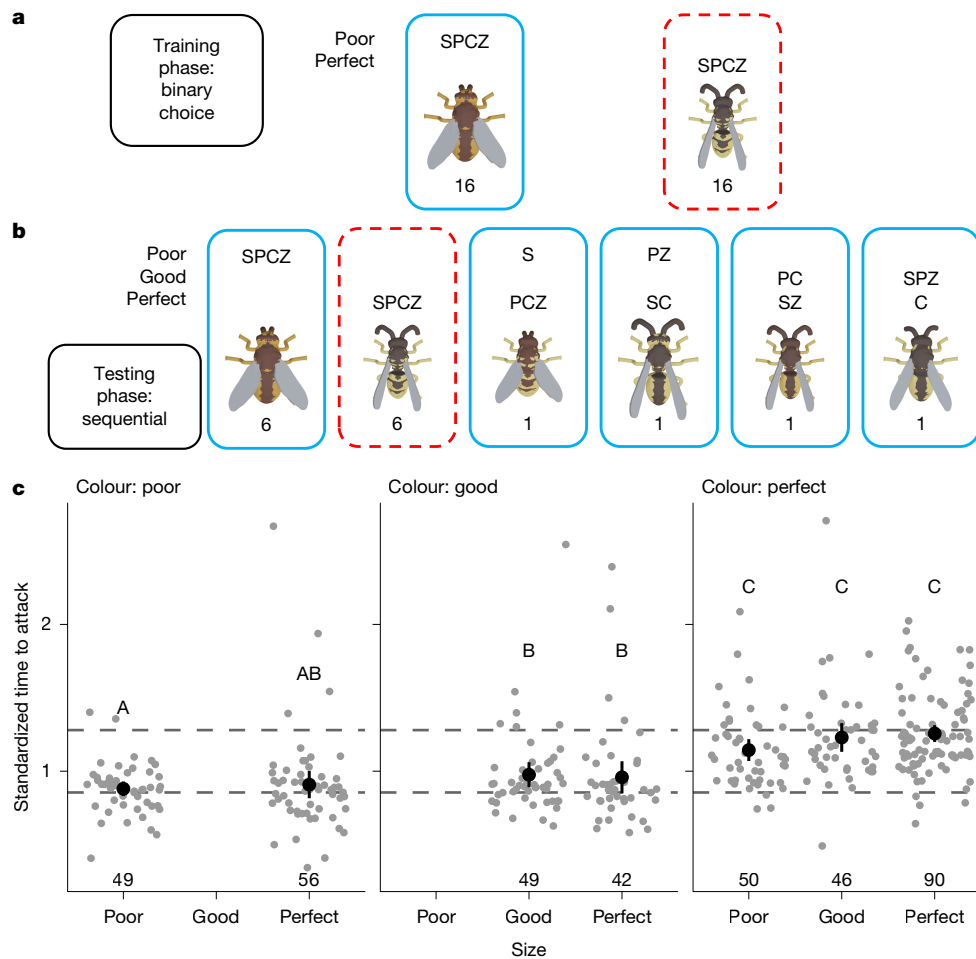 a
Training
phase:
binary
choice
Poor
Perfect
SPCZ
16
SPCZ
16
b
Poor
Good
Perfect
Testing
phase:
sequential
SPCZ
6
SPCZ
6
S
PCZ
1
PZ
SC
1
PC
SZ
1
SPZ
C
1
c
Colour: poor
Colour: good
Colour: perfect
Standardized time to attack
2
1
A
AB
B
B
C
C
C
49
56
49
42
50
46
90
Poor
Good
Perfect
Poor
Good
Perfect
Poor
Good
Perfect
Size